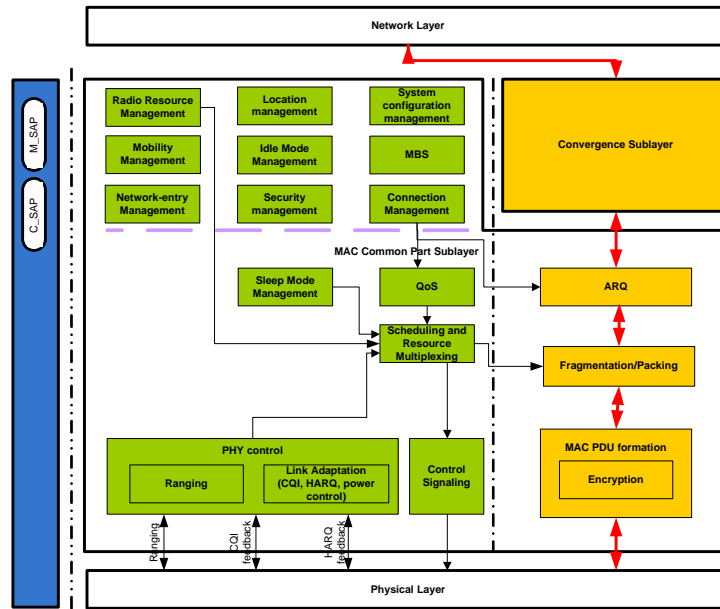 Network Layer
M_SAP
C_SAP
Radio Resource
Management
Location
management
System
configuration
management
Convergence Sublayer
Mobility
Management
Idle Mode
Management
MBS
Network-entry
Management
Security
management
Connection
Management
MAC Common Part Sublayer
Sleep Mode
Management
QoS
ARQ
Scheduling and
Resource
Multiplexing
Fragmentation/Packing
PHY control
Ranging
Link Adaptation
(CQI, HARQ, power
control)
Control
Signaling
MAC PDU formation
Encryption
Ranging
CQI
feedback
HARQ
feedback
Physical Layer